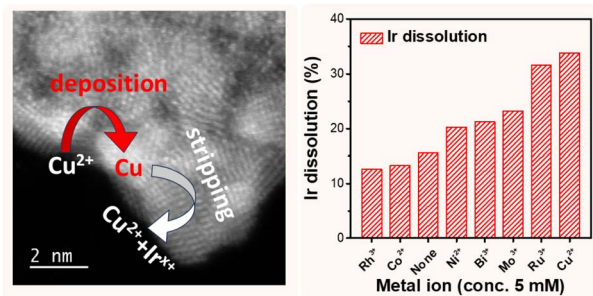 deposition
Cu²⁺
Cu
stripping
Cu²⁺+Irˣ⁺
2 nm
Ir dissolution (%)
40
30
20
10
0
Ir dissolution
Rh³⁺
Co²⁺
None
Ni²⁺
Bi³⁺
Mo³⁺
Ru³⁺
Cu²⁺
Metal ion (conc. 5 mM)